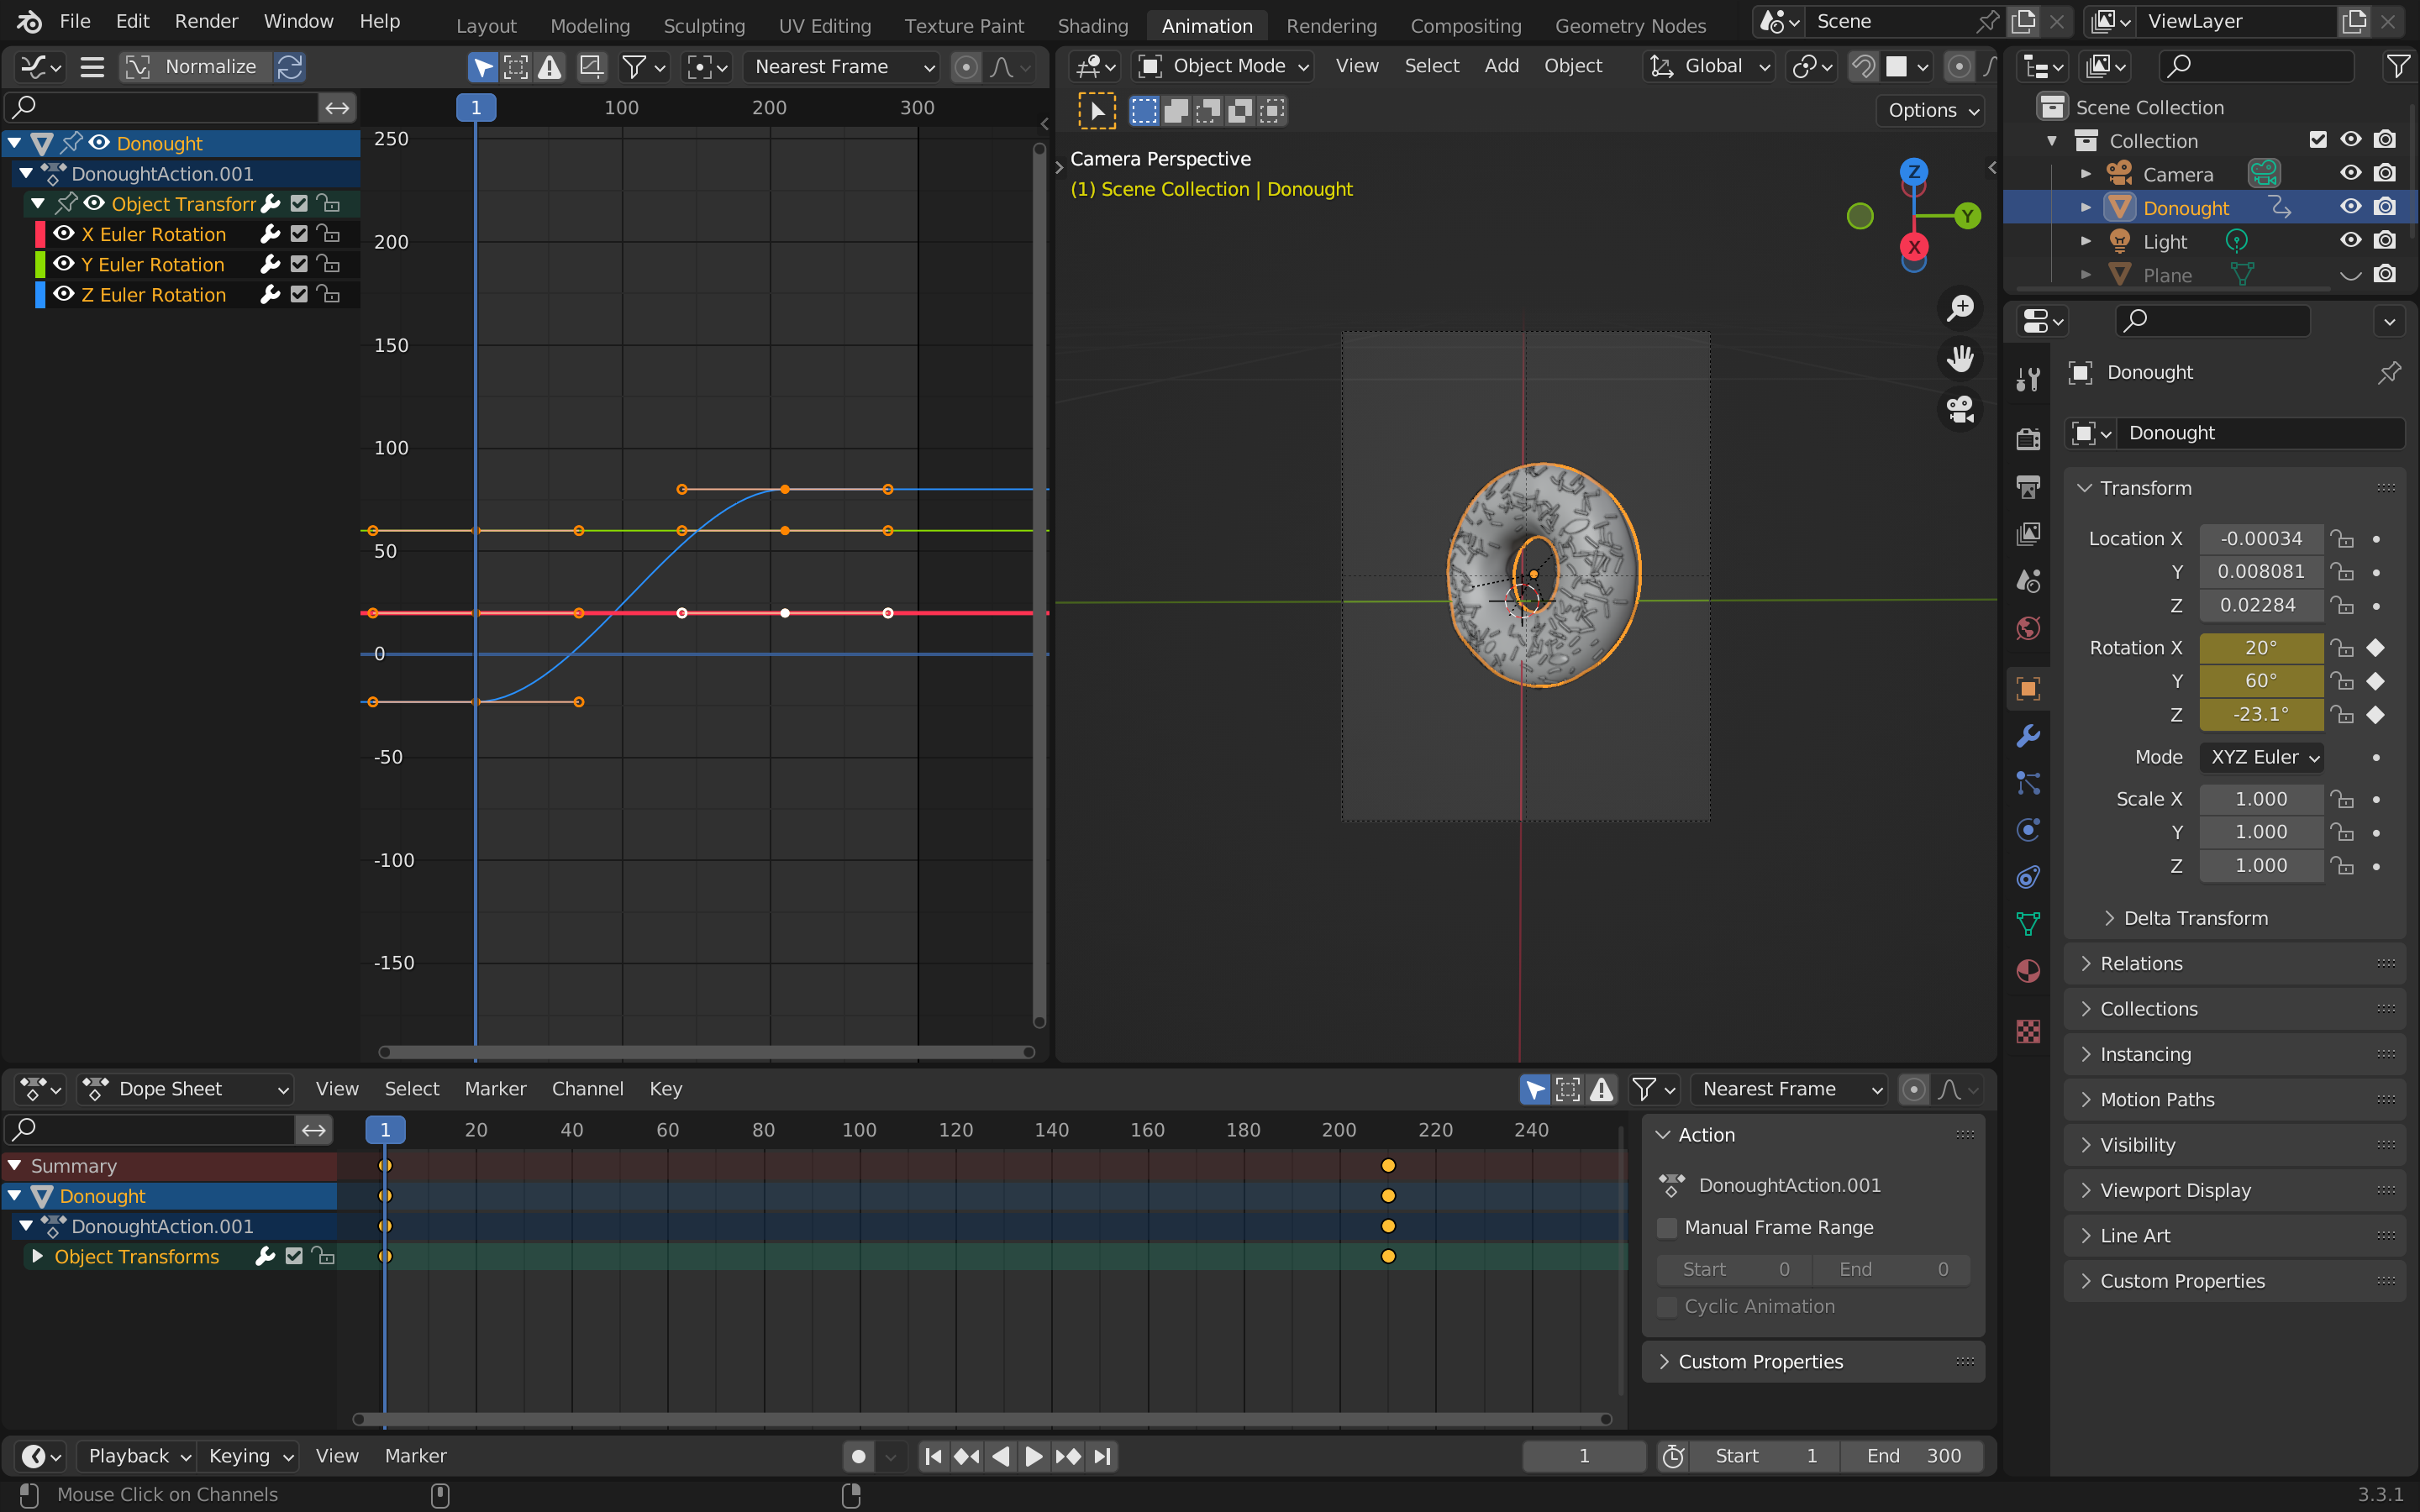 File Edit Render Window Help Layout Modeling Sculpting UV Editing Texture Paint Shading Animation Rendering Compositing Geometry Nodes Scene ViewLayer
Normalize Nearest Frame
1 100 200 300
Donought
DonoughtAction.001
Object Transforr
X Euler Rotation
Y Euler Rotation
Z Euler Rotation
250
200
150
100
50
0
-50
-100
-150
Object Mode View Select Add Object Global
Options
Camera Perspective
(1) Scene Collection | Donought
Z
Y
X
Scene Collection
Collection
Camera
Donought
Light
Plane
Donought
Donought
Transform
Location X -0.00034
Y 0.008081
Z 0.02284
Rotation X 20°
Y 60°
Z -23.1°
Mode XYZ Euler
Scale X 1.000
Y 1.000
Z 1.000
Delta Transform
Relations
Collections
Instancing
Motion Paths
Visibility
Viewport Display
Line Art
Custom Properties
Dope Sheet View Select Marker Channel Key Nearest Frame
1 20 40 60 80 100 120 140 160 180 200 220 240
Summary
Donought
DonoughtAction.001
Object Transforms
Action
DonoughtAction.001
Manual Frame Range
Start 0 End 0
Cyclic Animation
Custom Properties
Playback Keying View Marker 1 Start 1 End 300
Mouse Click on Channels 3.3.1